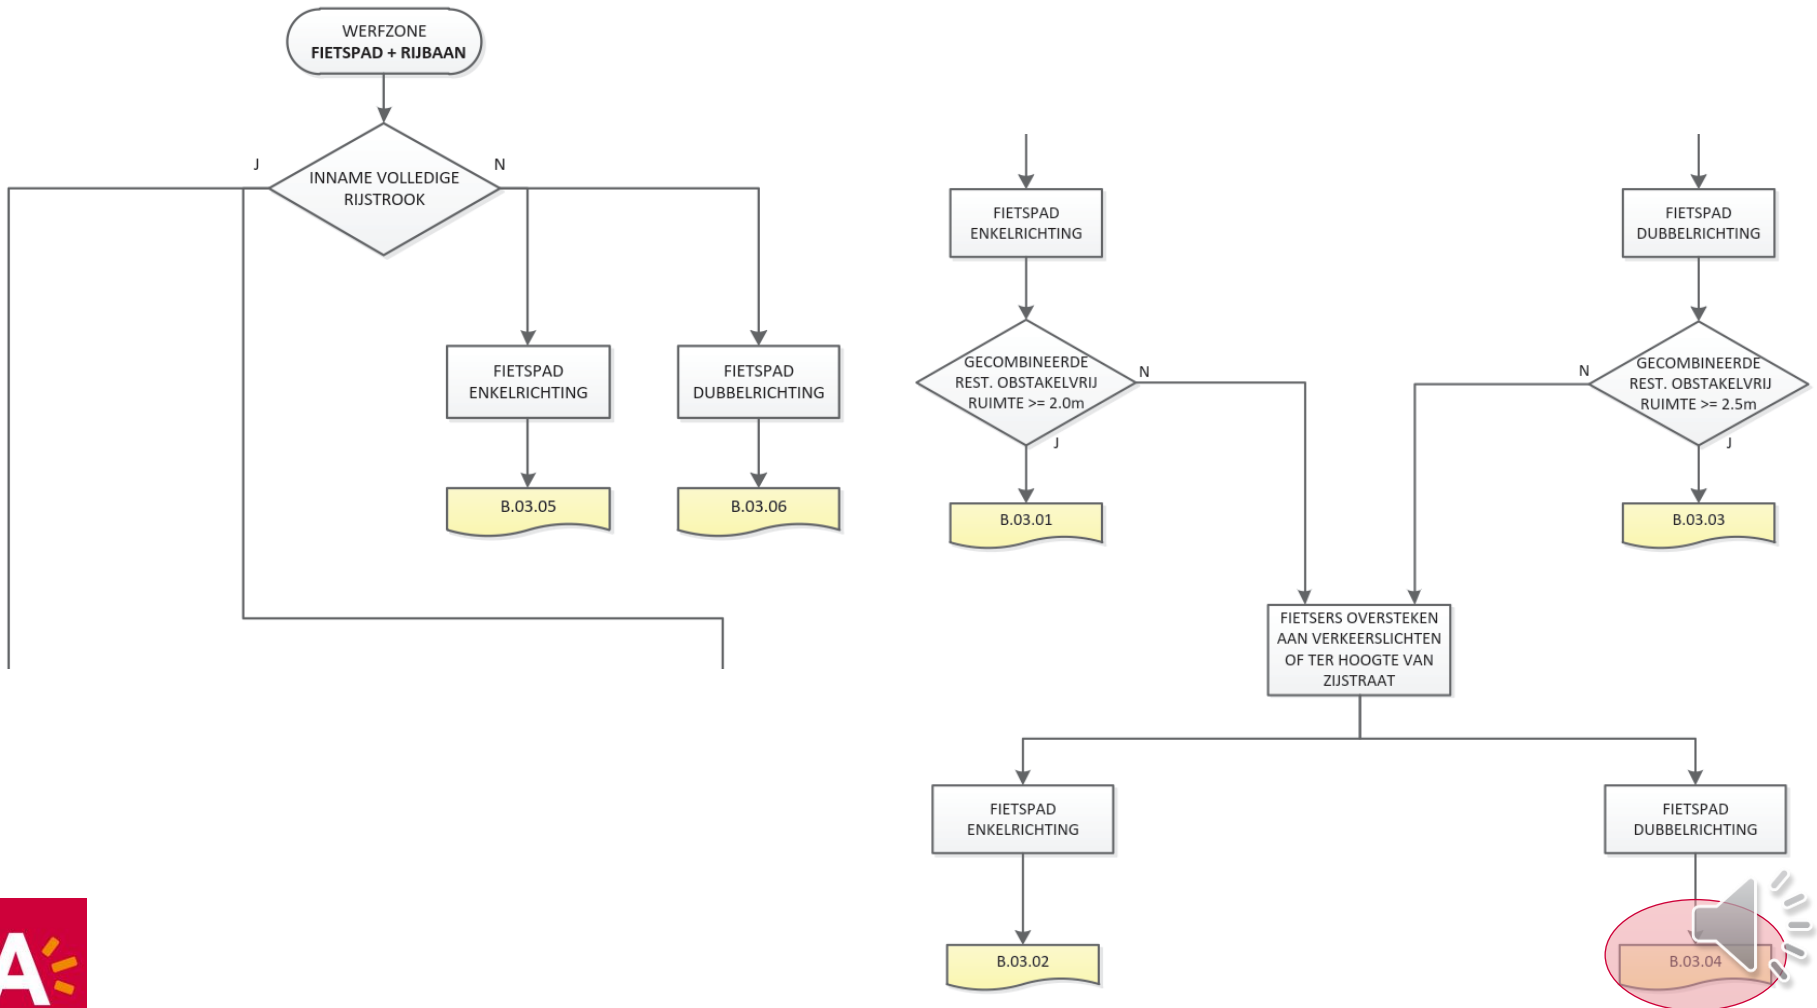 WERFZONE
FIETSPAD + RIJBAAN
J
N
INNAME VOLLEDIGE
RIJSTROOK
FIETSPAD
ENKELRICHTING
FIETSPAD
DUBBELRICHTING
B.03.05
B.03.06
FIETSPAD
ENKELRICHTING
FIETSPAD
DUBBELRICHTING
GECOMBINEERDE
REST. OBSTAKELVRIJ
RUIMTE >= 2.0m
N
J
N
GECOMBINEERDE
REST. OBSTAKELVRIJ
RUIMTE >= 2.5m
J
B.03.01
B.03.03
FIETSERS OVERSTEKEN
AAN VERKEERSLICHTEN
OF TER HOOGTE VAN
ZIJSTRAAT
FIETSPAD
ENKELRICHTING
FIETSPAD
DUBBELRICHTING
B.03.02
B.03.04
A